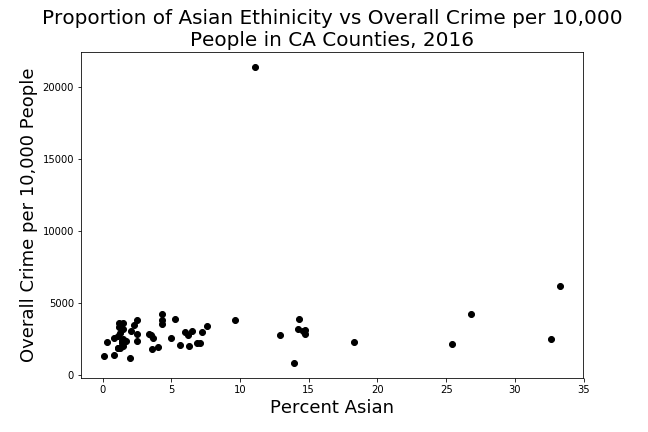 Proportion of Asian Ethinicity vs Overall Crime per 10,000
People in CA Counties, 2016
Overall Crime per 10,000 People
20000
15000
10000
5000
0
0 5 10 15 20 25 30 35
Percent Asian